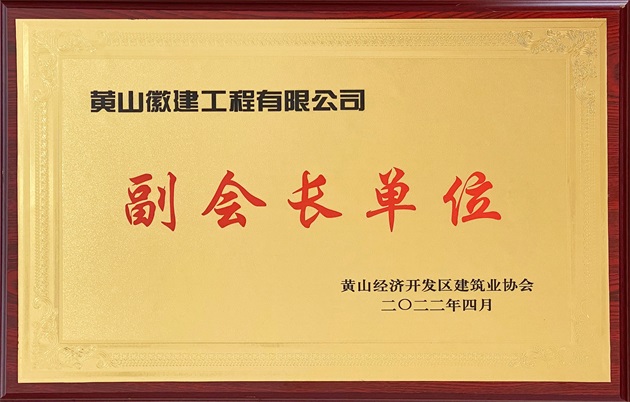 黄山徽建工程有限公司
副会长单位
黄山经济开发区建筑业协会
二〇二二年四月